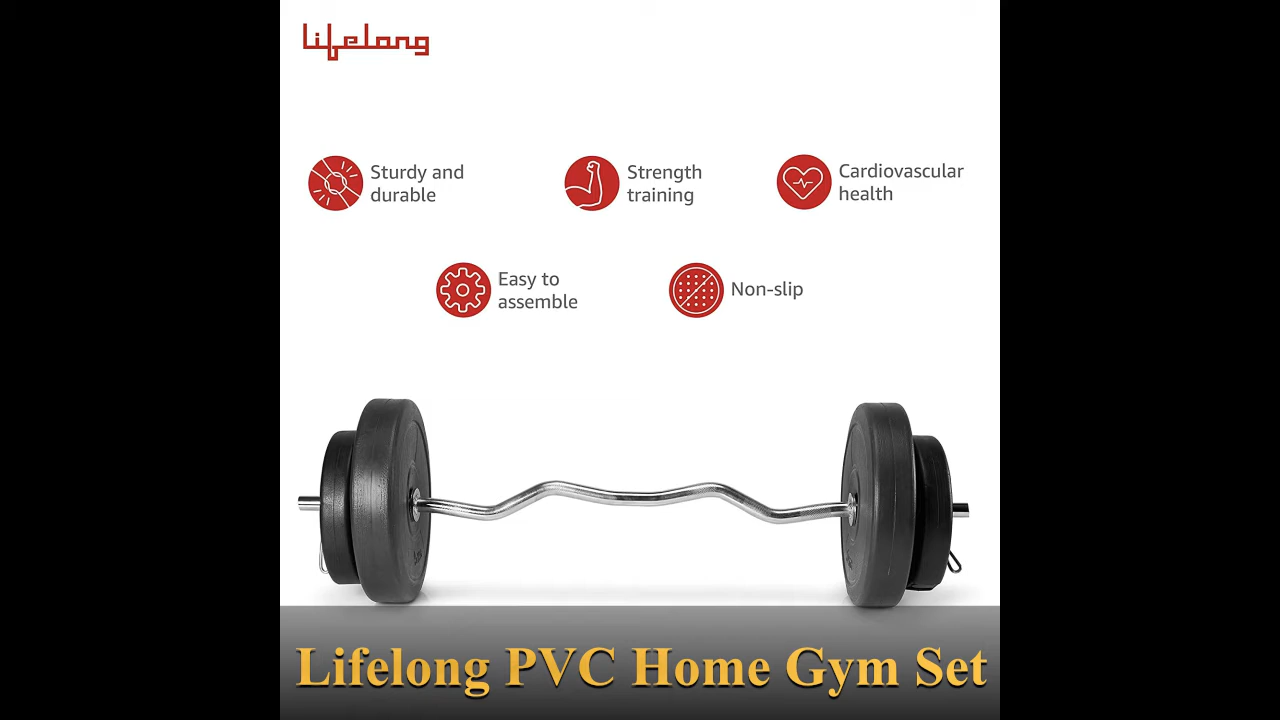 Lifelong
Sturdy and
durable
Strength
training
Cardiovascular
health
Easy to
assemble
Non-slip
Lifelong PVC Home Gym Set